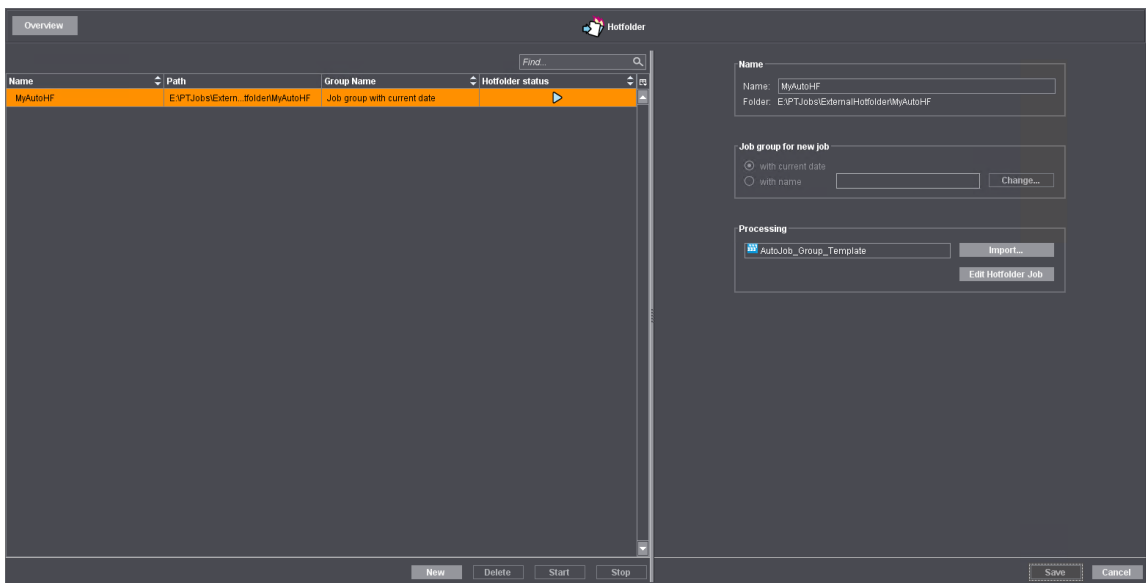 Overview
Hotfolder
Find...
Name Path Group Name Hotfolder status
MyAutoHF E:\PTJobs\Extern...tfolder\MyAutoHF Job group with current date
Name
Name: MyAutoHF
Folder: E:\PTJobs\ExternalHotfolder\MyAutoHF
Job group for new job
with current date
with name Change...
Processing
AutoJob_Group_Template Import...
Edit Hotfolder Job
New Delete Start Stop
Save Cancel